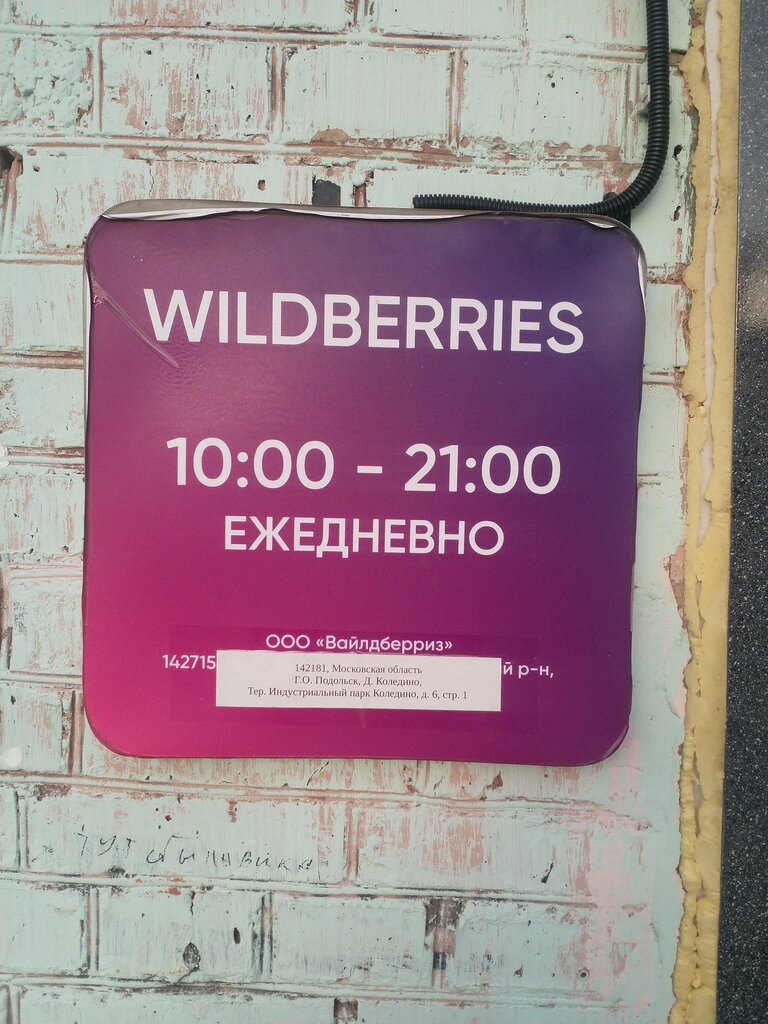 WILDBERRIES
10:00 - 21:00
ЕЖЕДНЕВНО
ООО «Вайлдберриз»
142715
й р-н,
142181, Московская область
Г.О. Подольск, Д. Коледино,
Тер. Индустриальный парк Коледино, д. 6, стр. 1